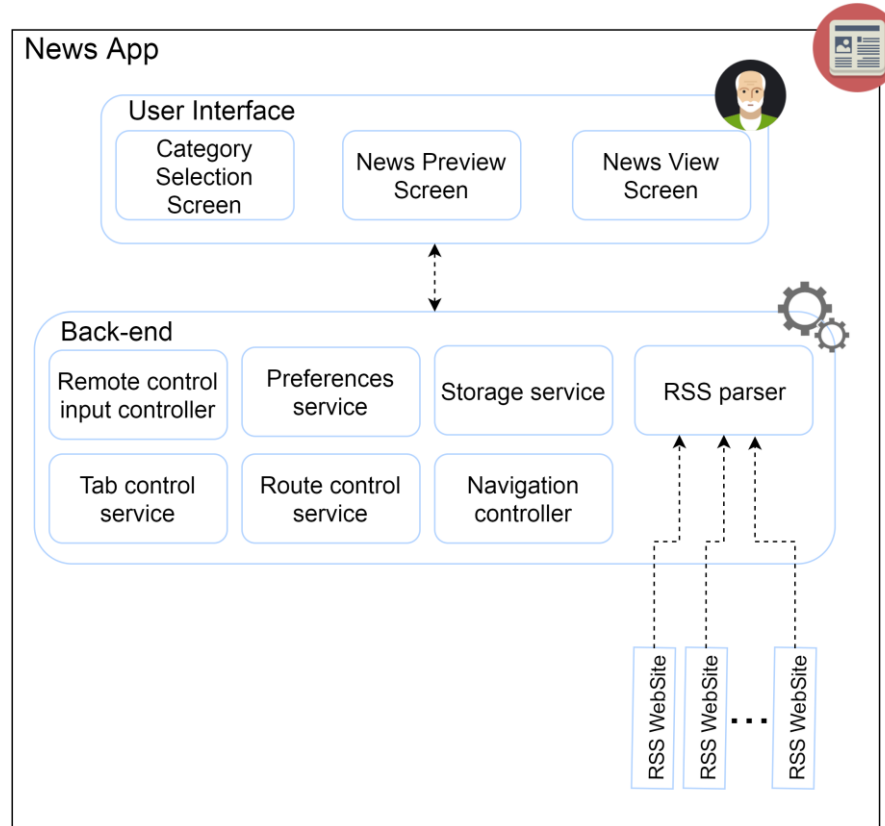 News App
User Interface
Category
Selection
Screen
News Preview
Screen
News View
Screen
Back-end
Remote control
input controller
Preferences
service
Storage service
RSS parser
Tab control
service
Route control
service
Navigation
controller
RSS WebSite
RSS WebSite
...
RSS WebSite